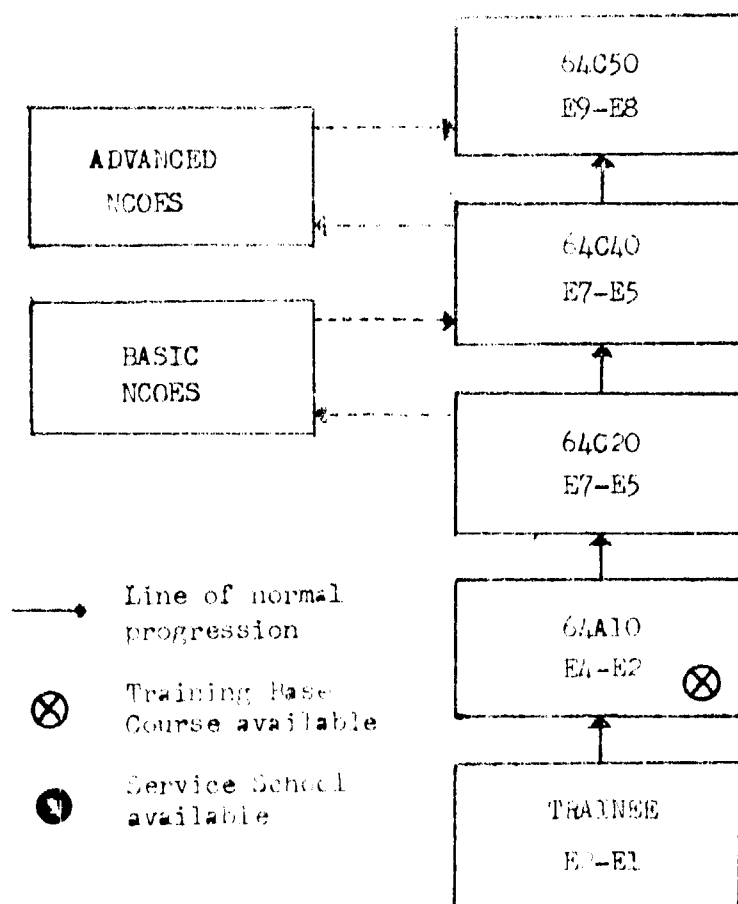 64C50
E9-E8
ADVANCED
NCOES
64C40
E7-E5
BASIC
NCOES
64C20
E7-E5
Line of normal
progression
64A10
E4-E2
Training Base
Course available
Service School
available
TRAINEE
E2-E1